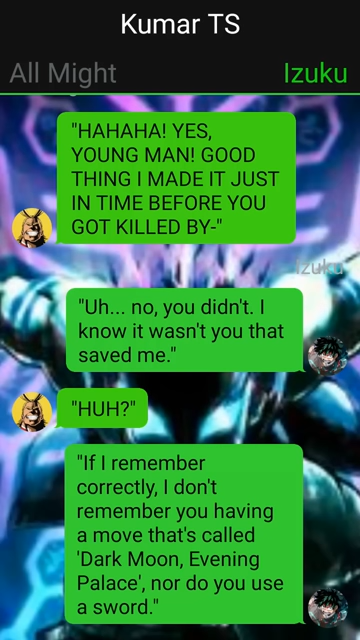 Kumar TS
All Might
Izuku
"HAHAHA! YES,
YOUNG MAN! GOOD
THING I MADE IT JUST
IN TIME BEFORE YOU
GOT KILLED BY-"
Izuku
"Uh... no, you didn't. I
know it wasn't you that
saved me."
"HUH?"
"If I remember
correctly, I don't
remember you having
a move that's called
'Dark Moon, Evening
Palace', nor do you use
a sword."